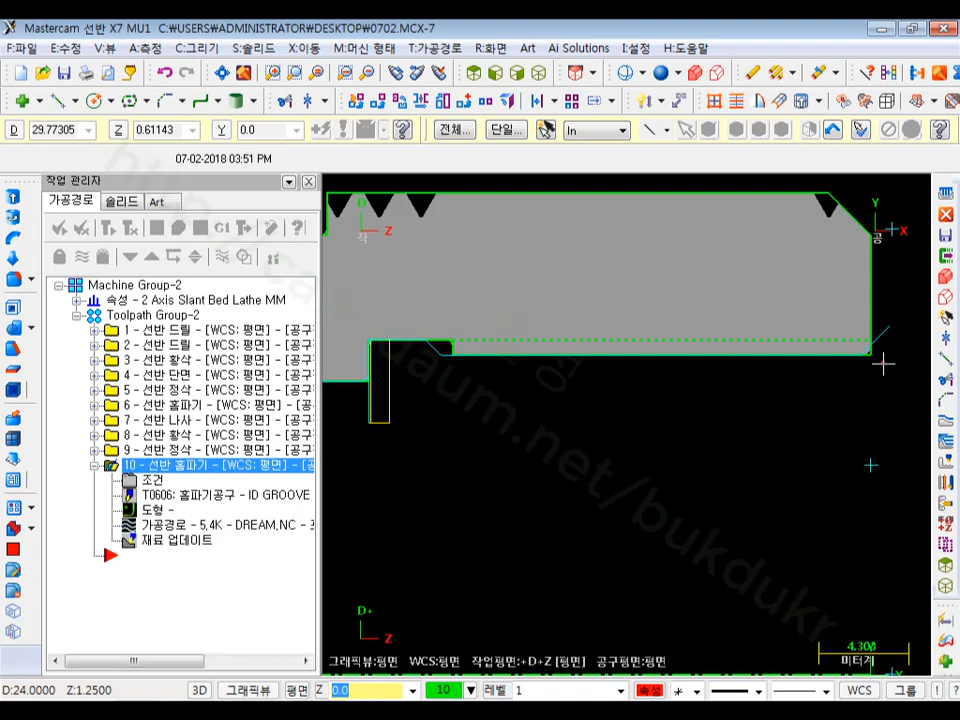 Mastercam 선반 X7 MU1 C:₩USERS₩ADMINISTRATOR₩DESKTOP₩0702.MCX-7
F:파일 E:수정 V:뷰 A:측정 C:그리기 S:솔리드 X:이동 M:머신 형태 T:가공경로 R:화면 Art Ai Solutions I:설정 H:도움말
D 29.77305 Z 0.61143 Y 0.0 전체... 단일... In
07-02-2018 03:51 PM
작업 관리자
가공경로 솔리드 Art
G1
Machine Group-2
속성 - 2 Axis Slant Bed Lathe MM
Toolpath Group-2
1 - 선반 드릴 - [WCS: 평면] - [공구
2 - 선반 드릴 - [WCS: 평면] - [공구
3 - 선반 황삭 - [WCS: 평면] - [공구
4 - 선반 단면 - [WCS: 평면] - [공구
5 - 선반 정삭 - [WCS: 평면] - [공구
6 - 선반 홈파기 - [WCS: 평면] - [공
7 - 선반 나사 - [WCS: 평면] - [공구
8 - 선반 황삭 - [WCS: 평면] - [공구
9 - 선반 정삭 - [WCS: 평면] - [공구
10 - 선반 홈파기 - [WCS: 평면] - [공
조건
T0606: 홈파기공구 - ID GROOVE
도형 -
가공경로 - 5.4K - DREAM.NC - 프
재료 업데이트
D
Z
작
Y
X
공
D+
Z
그래픽뷰:평면 WCS:평면 작업평면:+D+Z [평면] 공구평면:평면
미터계
D:24.0000 Z:1.2500 3D 그래픽뷰 평면 Z 0.0 10 레벨 1 속성 WCS 그룹 ! ?